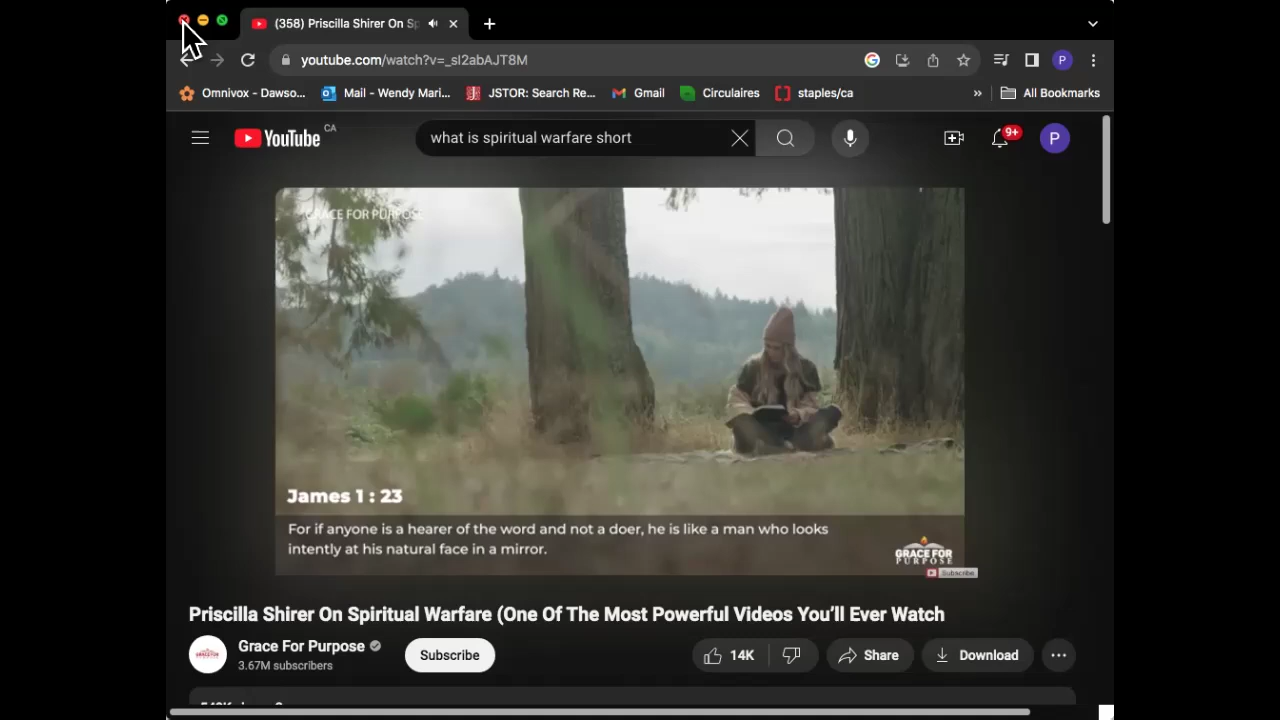 (358) Priscilla Shirer On Sp
youtube.com/watch?v=_sI2abAJT8M
P
Omnivox - Dawso...
Mail - Wendy Mari...
JSTOR: Search Re...
Gmail
Circulaires
staples/ca
»
All Bookmarks
YouTube CA
what is spiritual warfare short
9+
P
GRACE FOR PURPOSE
James 1 : 23
For if anyone is a hearer of the word and not a doer, he is like a man who looks
intently at his natural face in a mirror.
GRACE FOR
PURPOSE
Subscribe
Priscilla Shirer On Spiritual Warfare (One Of The Most Powerful Videos You'll Ever Watch
Grace For Purpose
3.67M subscribers
Subscribe
14K
Share
Download